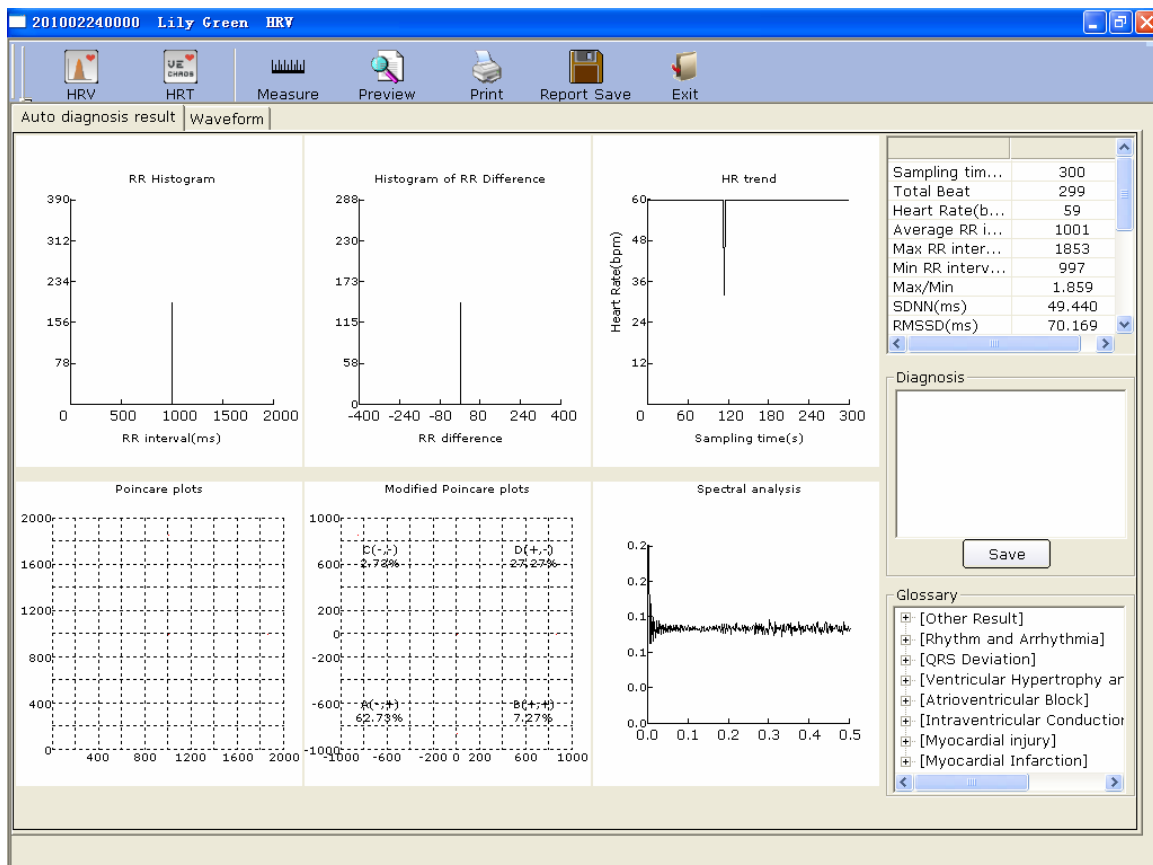 201002240000 Lily Green HRV
HRV
VE CHAOS
HRT
Measure
Preview
Print
Report Save
Exit
Auto diagnosis result
Waveform
RR Histogram
390
312
234
156
78
0 500 1000 1500 2000
RR interval(ms)
Histogram of RR Difference
288
230
173
115
58
0
-400 -240 -80 80 240 400
RR difference
HR trend
Heart Rate(bpm)
60
48
36
24
12
0 60 120 180 240 300
Sampling time(s)
Poincare plots
2000
1600
1200
800
400
0
400 800 1200 1600 2000
Modified Poincare plots
1000
600
200
0
-200
-600
-1000
-1000 -600 -200 0 200 600 1000
C(-,-)
2.73%
D(+,-)
27.27%
A(-,+)
62.73%
B(+,+)
7.27%
Spectral analysis
0.2
0.2
0.1
0.1
0.0
0.0
0.0 0.1 0.2 0.3 0.4 0.5
Sampling tim... 300
Total Beat 299
Heart Rate(b... 59
Average RR i... 1001
Max RR inter... 1853
Min RR interv... 997
Max/Min 1.859
SDNN(ms) 49.440
RMSSD(ms) 70.169
Diagnosis
Save
Glossary
[Other Result]
[Rhythm and Arrhythmia]
[QRS Deviation]
[Ventricular Hypertrophy ar
[Atrioventricular Block]
[Intraventricular Conduction
[Myocardial injury]
[Myocardial Infarction]